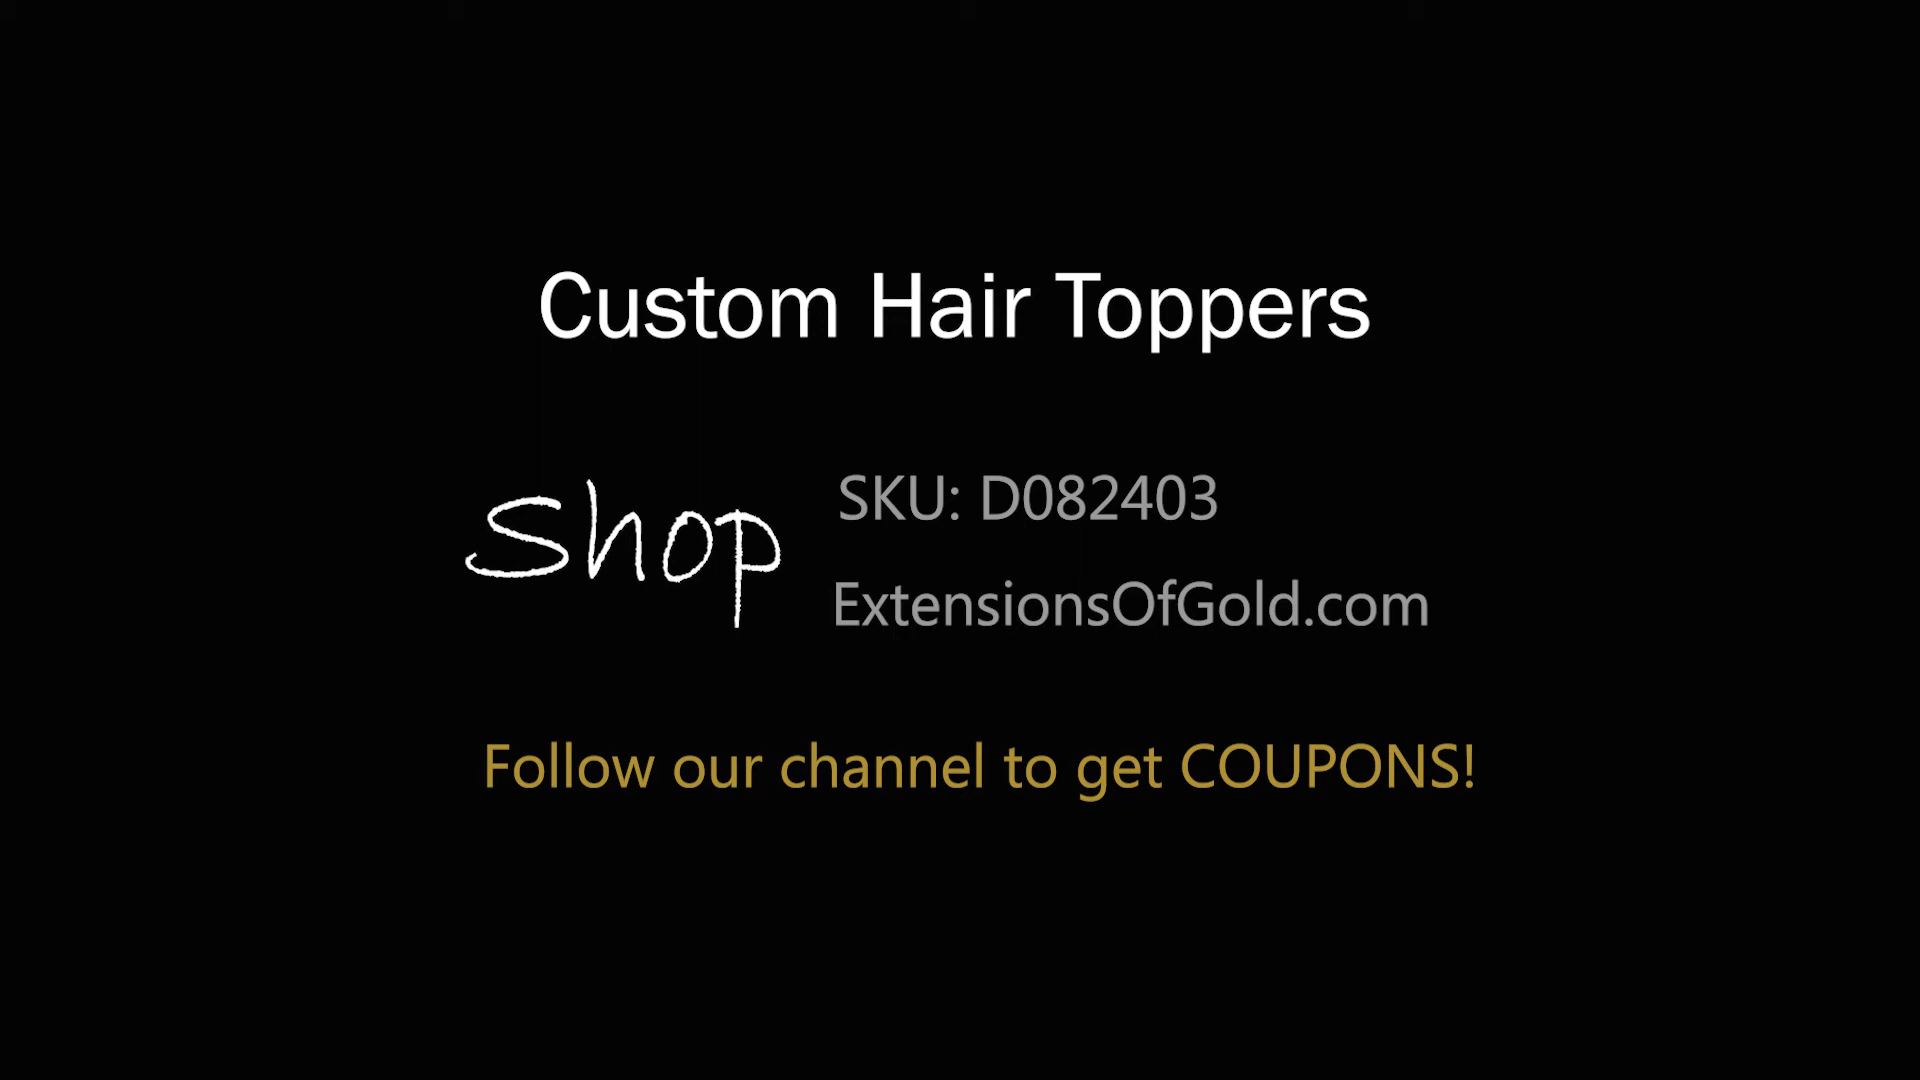 Custom Hair Toppers
Shop
SKU: D082403
ExtensionsOfGold.com
Follow our channel to get COUPONS!